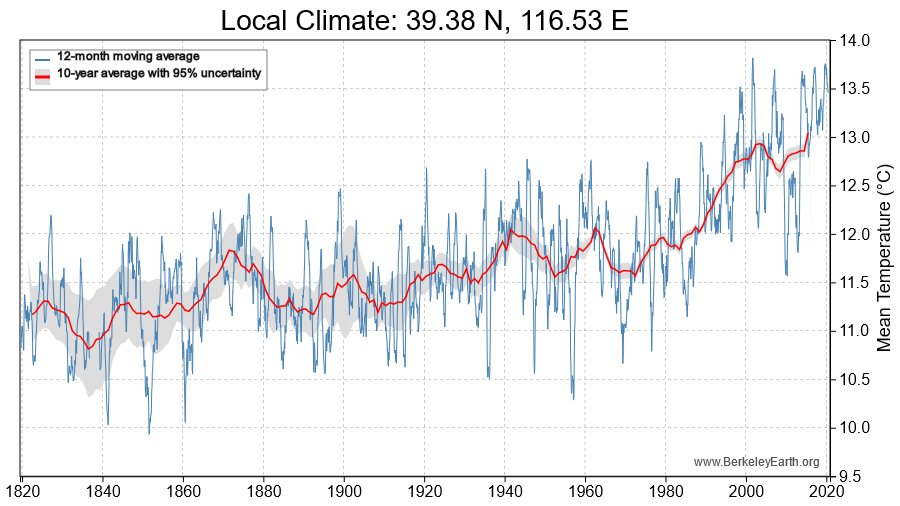 Local Climate: 39.38 N, 116.53 E
12-month moving average
10-year average with 95% uncertainty
14.0
13.5
13.0
12.5
12.0
11.5
11.0
10.5
10.0
9.5
Mean Temperature (°C)
www.BerkeleyEarth.org
1820 1840 1860 1880 1900 1920 1940 1960 1980 2000 2020